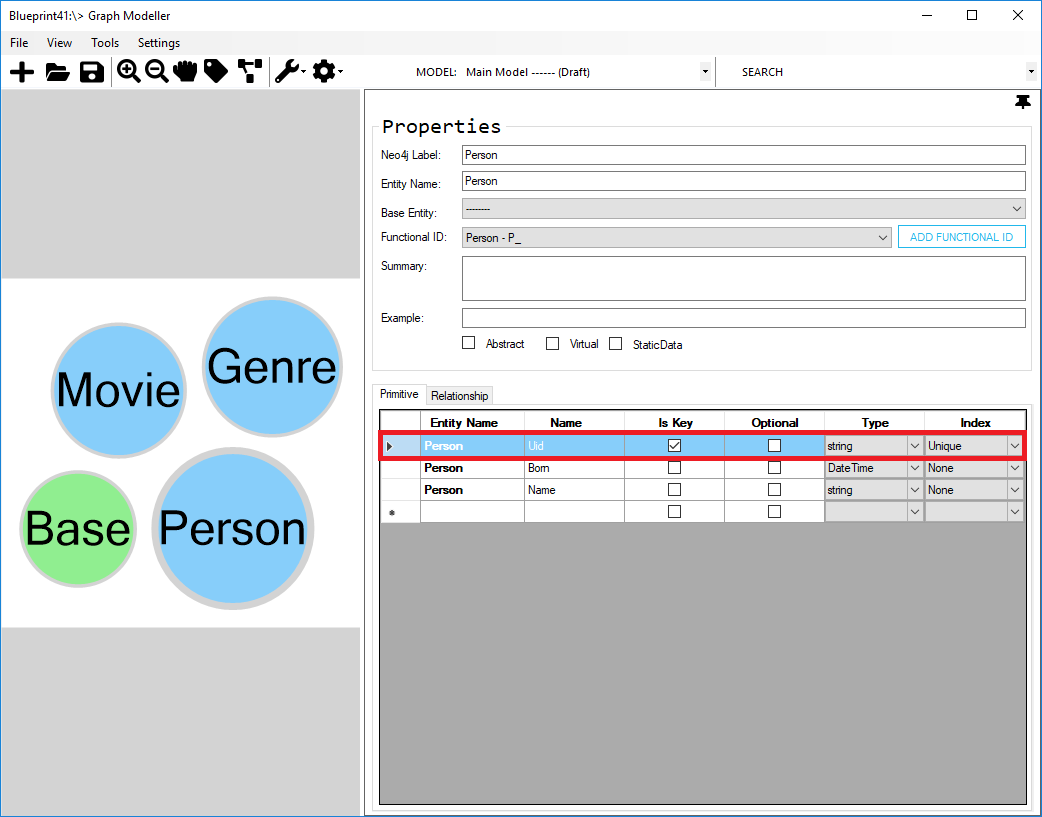 Blueprint41:\> Graph Modeller
File View Tools Settings
MODEL: Main Model ------ (Draft) SEARCH
Properties
Neo4j Label: Person
Entity Name: Person
Base Entity: --------
Functional ID: Person - P_ ADD FUNCTIONAL ID
Summary:
Example:
Abstract Virtual StaticData
Movie
Genre
Base
Person
Primitive Relationship
Entity Name Name Is Key Optional Type Index
Person Uid string Unique
Person Born DateTime None
Person Name string None